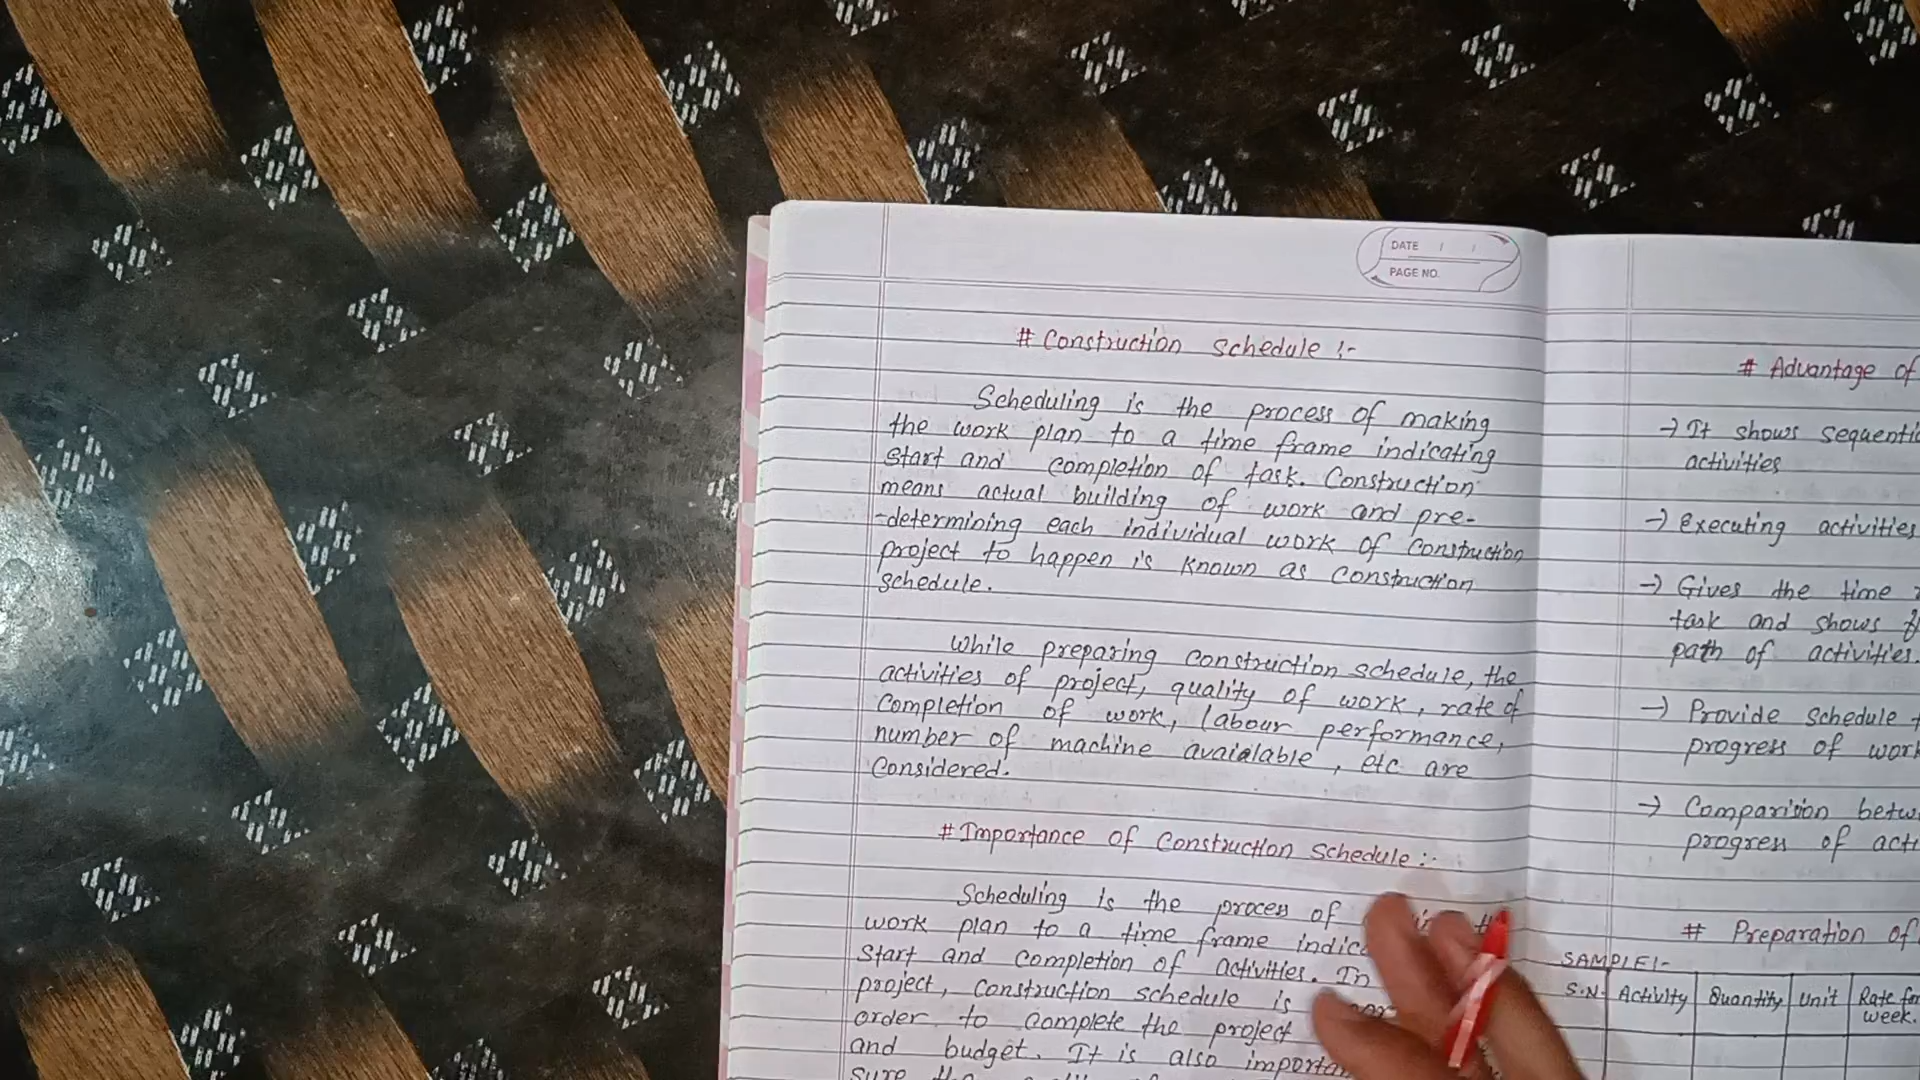 DATE / /
PAGE NO.
# Construction Schedule :-
Scheduling is the process of making
the work plan to a time frame indicating
start and completion of task. Construction
means actual building of work and pre-
-determining each individual work of construction
project to happen is known as construction
schedule.
While preparing construction schedule, the
activities of project, quality of work, rate of
completion of work, labour performance,
number of machine avaialable, etc are
considered.
# Importance of Construction Schedule :-
Scheduling is the process of
work plan to a time frame
start and completion of activities. In
project, construction schedule is
order to complete the project
and budget. It is also
sure the
# Advantage of
→ It shows
activities
→ Executing activities
→ Gives the time
task and shows
path of activities.
→ Provide schedule
progress of work
→ Comparision
progress of
# Preparation of
SAMPLE:-
S.N. Activity Quantity Unit Rate for
week.